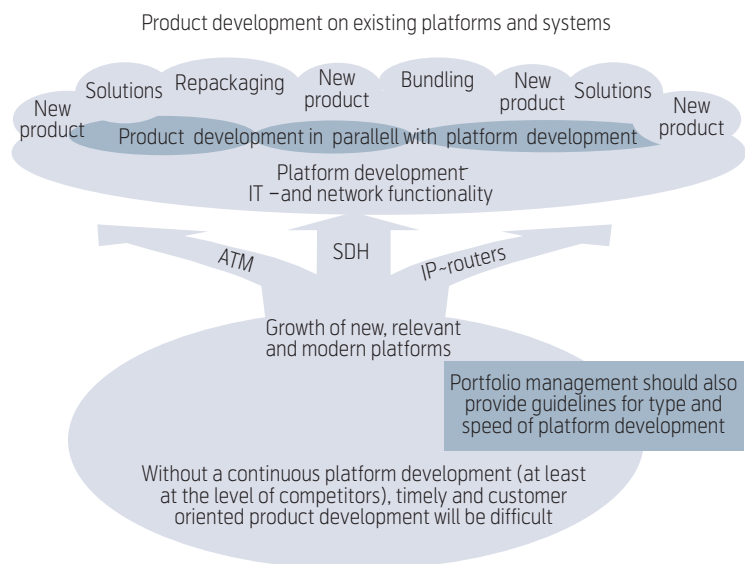 Product development on existing platforms and systems
New
product
Solutions
Repackaging
New
product
Bundling
New
product
Solutions
New
product
Product development in parallell with platform development
Platform development-
IT –and network functionality
ATM
SDH
IP~routers
Growth of new, relevant
and modern platforms
Portfolio management should also
provide guidelines for type and
speed of platform development
Without a continuous platform development (at least
at the level of competitors), timely and customer
oriented product development will be difficult